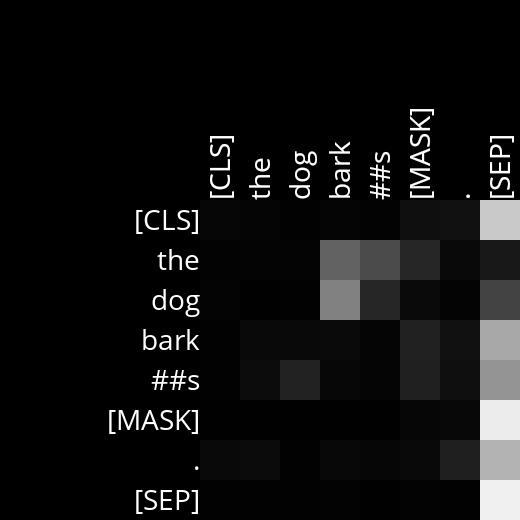 [CLS] the dog bark ##s [MASK] . [SEP]
[CLS]
the
dog
bark
##s
[MASK]
.
[SEP]